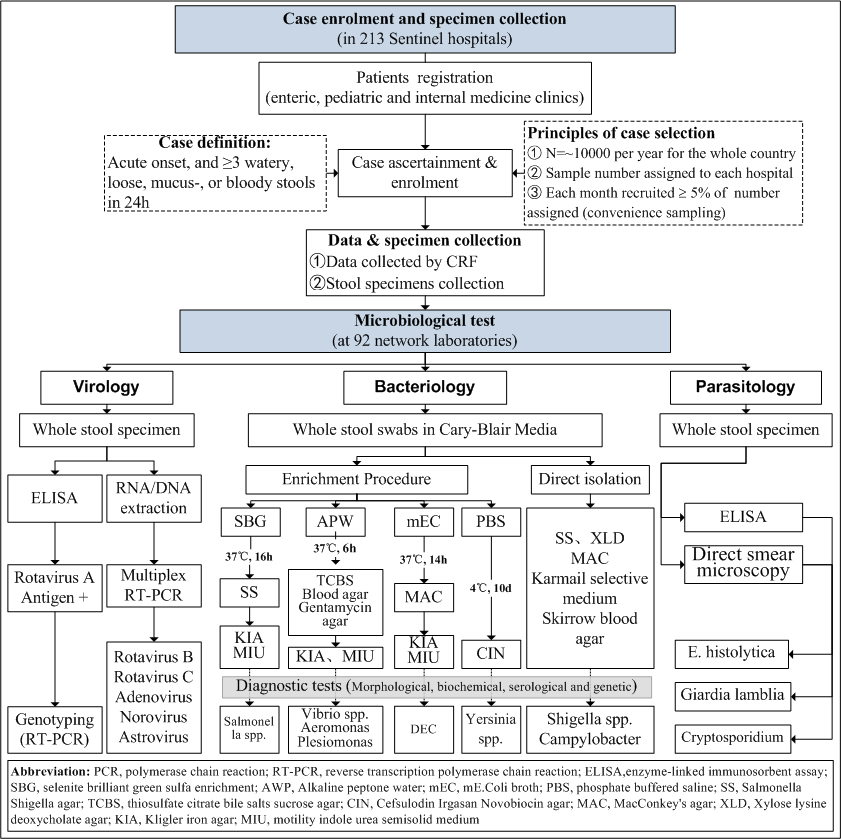 Case enrolment and specimen collection
(in 213 Sentinel hospitals)
Patients registration
(enteric, pediatric and internal medicine clinics)
Case definition:
Acute onset, and ≥3 watery,
loose, mucus-, or bloody stools
in 24h
Case ascertainment &
enrolment
Principles of case selection
① N=~10000 per year for the whole country
② Sample number assigned to each hospital
③ Each month recruited ≥ 5% of number
assigned (convenience sampling)
Data & specimen collection
①Data collected by CRF
②Stool specimens collection
Microbiological test
(at 92 network laboratories)
Virology
Bacteriology
Parasitology
Whole stool specimen
Whole stool swabs in Cary-Blair Media
Whole stool specimen
ELISA
RNA/DNA
extraction
Enrichment Procedure
Direct isolation
SBG
APW
mEC
PBS
37℃, 16h
37℃, 6h
37℃, 14h
4℃, 10d
SS、XLD
MAC
Karmail selective
medium
Skirrow blood
agar
ELISA
Direct smear
microscopy
Rotavirus A
Antigen +
Multiplex
RT-PCR
SS
TCBS
Blood agar
Gentamycin
agar
MAC
KIA
MIU
KIA、MIU
KIA
MIU
CIN
E. histolytica
Giardia lamblia
Cryptosporidium
Diagnostic tests (Morphological, biochemical, serological and genetic)
Genotyping
(RT-PCR)
Rotavirus B
Rotavirus C
Adenovirus
Norovirus
Astrovirus
Salmonel
la spp.
Vibrio spp.
Aeromonas
Plesiomonas
DEC
Yersinia
spp.
Shigella spp.
Campylobacter
Abbreviation: PCR, polymerase chain reaction; RT-PCR, reverse transcription polymerase chain reaction; ELISA,enzyme-linked immunosorbent assay;
SBG, selenite brilliant green sulfa enrichment; AWP, Alkaline peptone water; mEC, mE.Coli broth; PBS, phosphate buffered saline; SS, Salmonella
Shigella agar; TCBS, thiosulfate citrate bile salts sucrose agar; CIN, Cefsulodin Irgasan Novobiocin agar; MAC, MacConkey's agar; XLD, Xylose lysine
deoxycholate agar; KIA, Kligler iron agar; MIU, motility indole urea semisolid medium